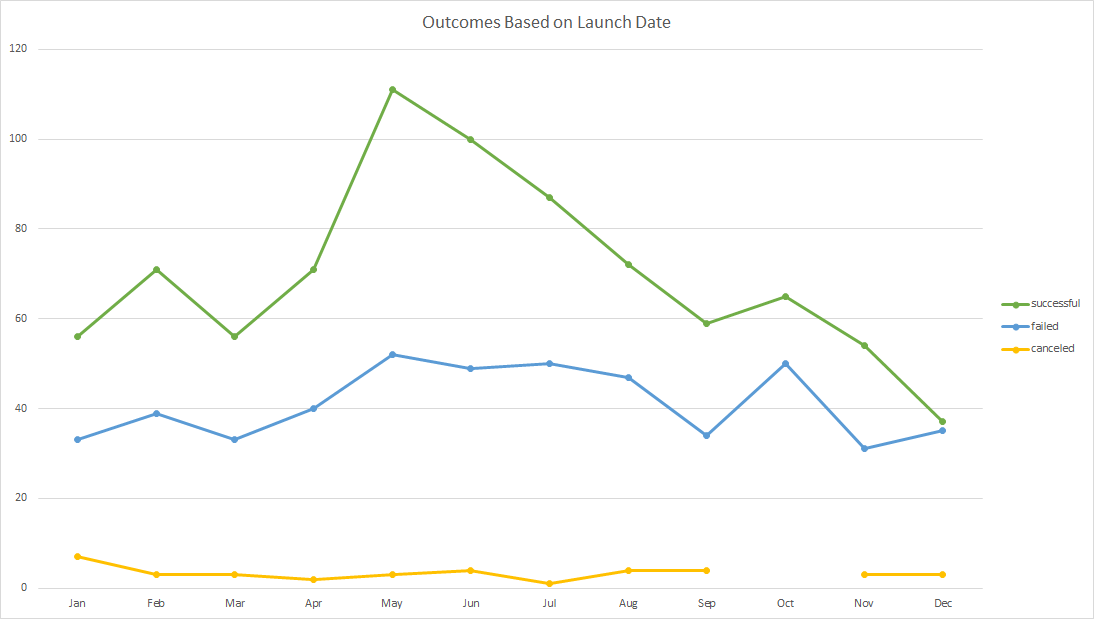 Outcomes Based on Launch Date
120
100
80
60
40
20
0
Jan Feb Mar Apr May Jun Jul Aug Sep Oct Nov Dec
successful
failed
canceled